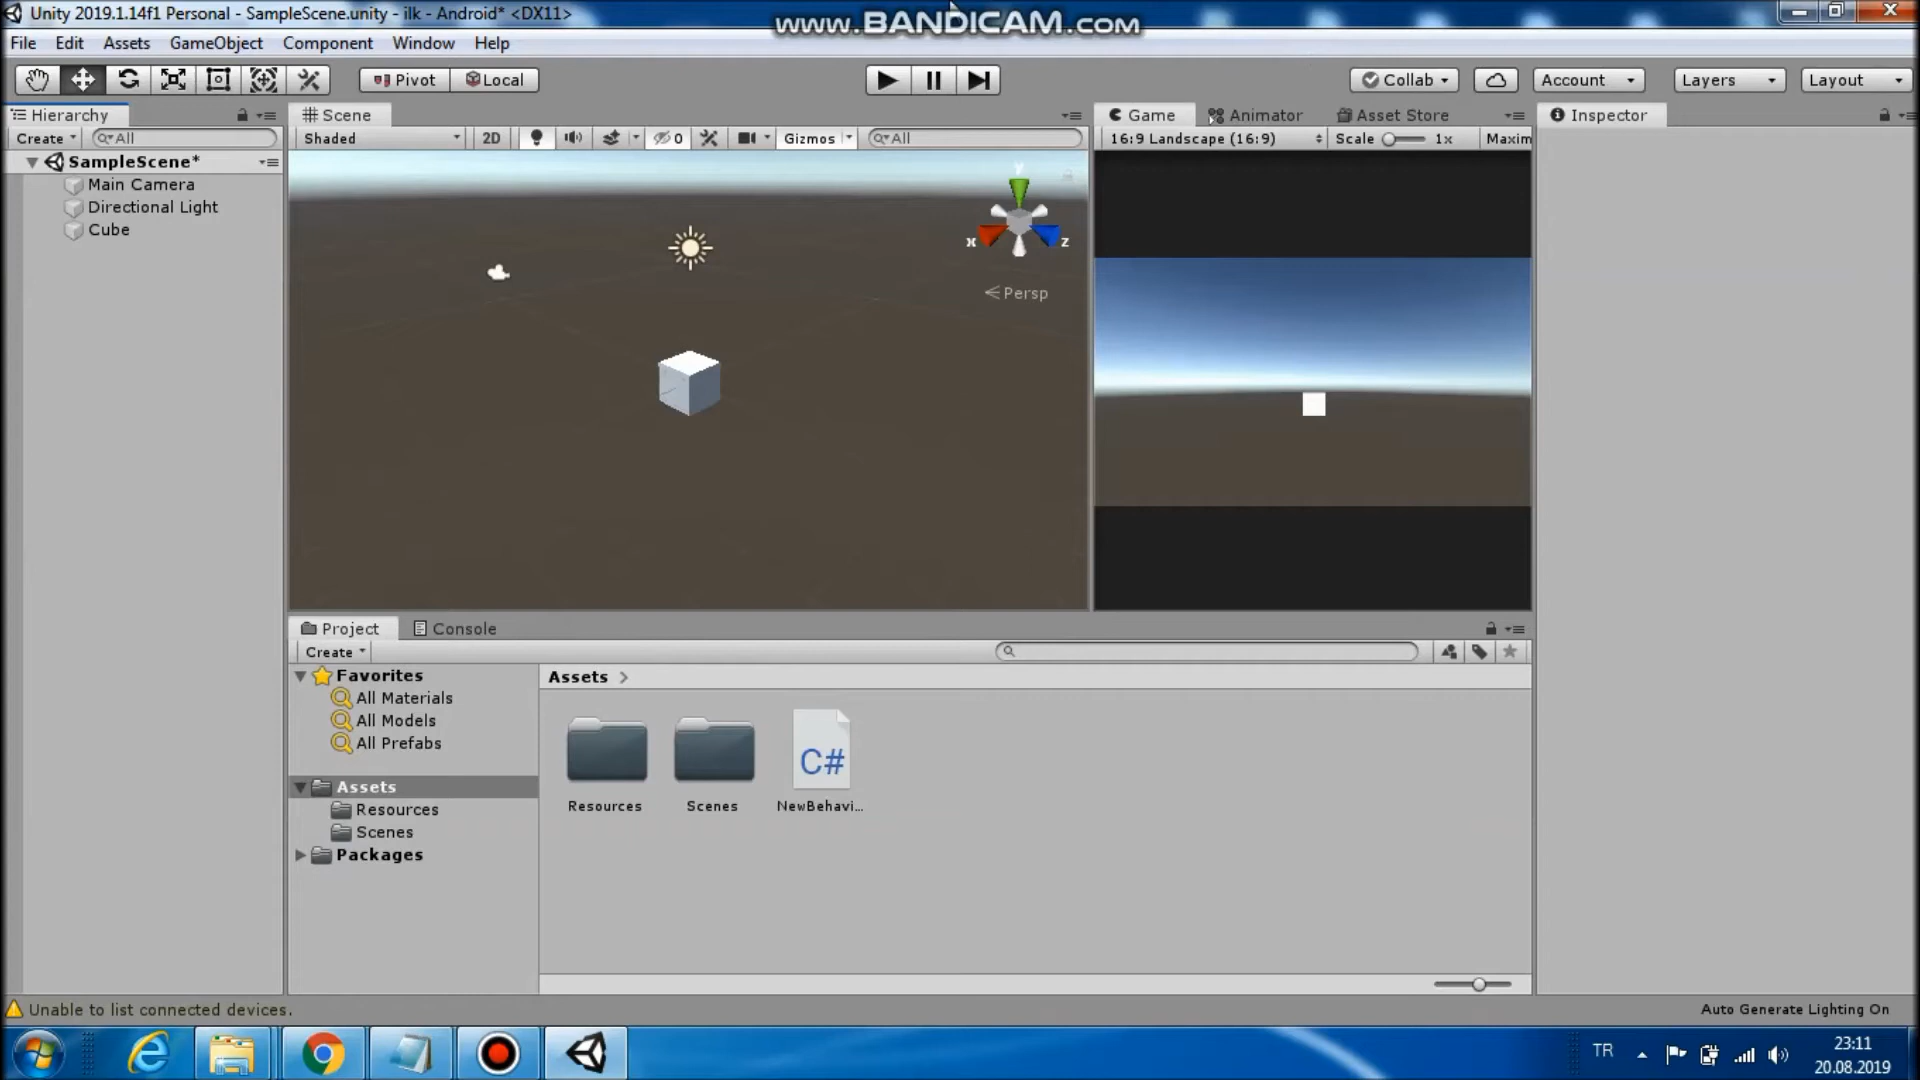 Unity 2019.1.14f1 Personal - SampleScene.unity - ilk - Android* <DX11>
www.BANDICAM.com
File Edit Assets GameObject Component Window Help
Pivot Local Collab Account Layers Layout
Hierarchy Scene Game Animator Asset Store Inspector
Create All Shaded 2D 0 Gizmos All 16:9 Landscape (16:9) Scale 1x Maxim
SampleScene*
Main Camera
Directional Light
Cube
y
x z
Persp
Project Console
Create
Favorites
All Materials
All Models
All Prefabs
Assets
Resources
Scenes
Packages
Assets
C#
Resources Scenes NewBehavi...
Unable to list connected devices.
Auto Generate Lighting On
TR
23:11
20.08.2019